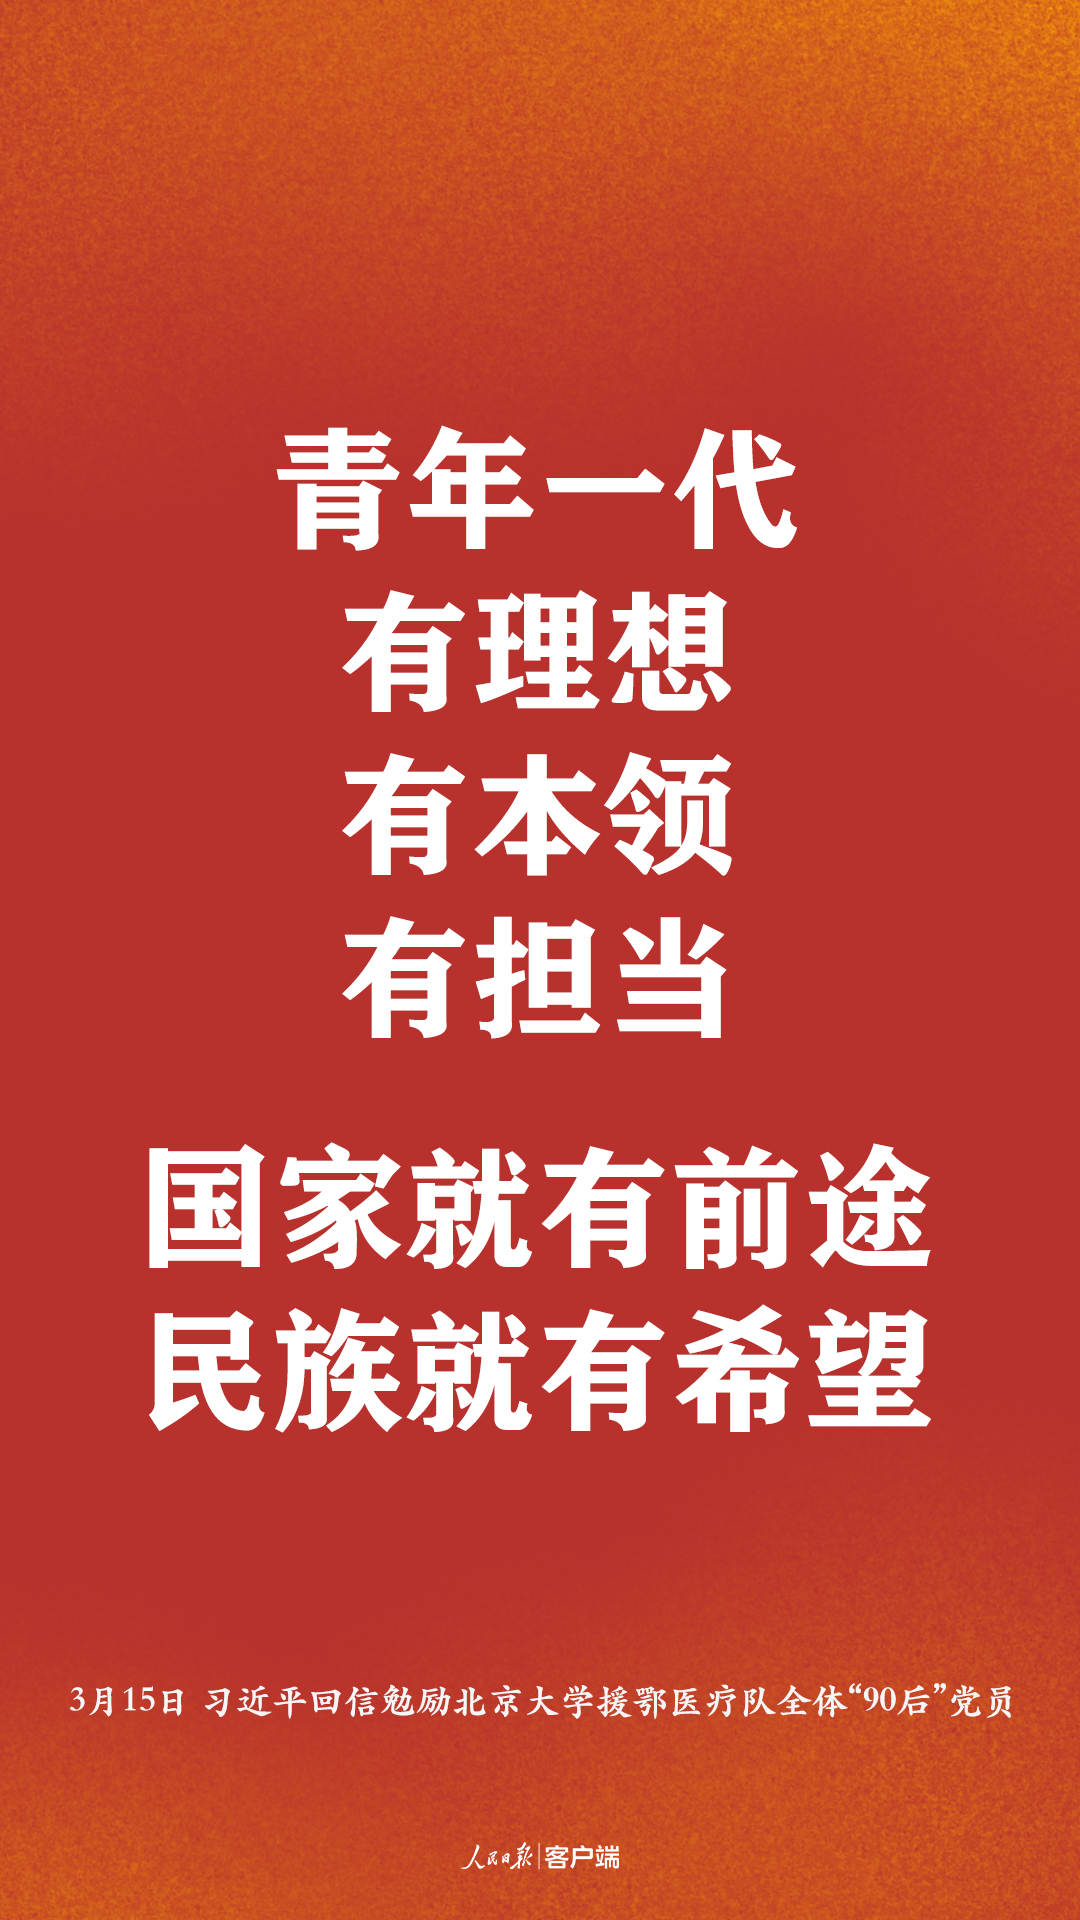 青年一代
有理想
有本领
有担当
国家就有前途
民族就有希望
3月15日 习近平回信勉励北京大学援鄂医疗队全体“90后”党员
人民日报|客户端